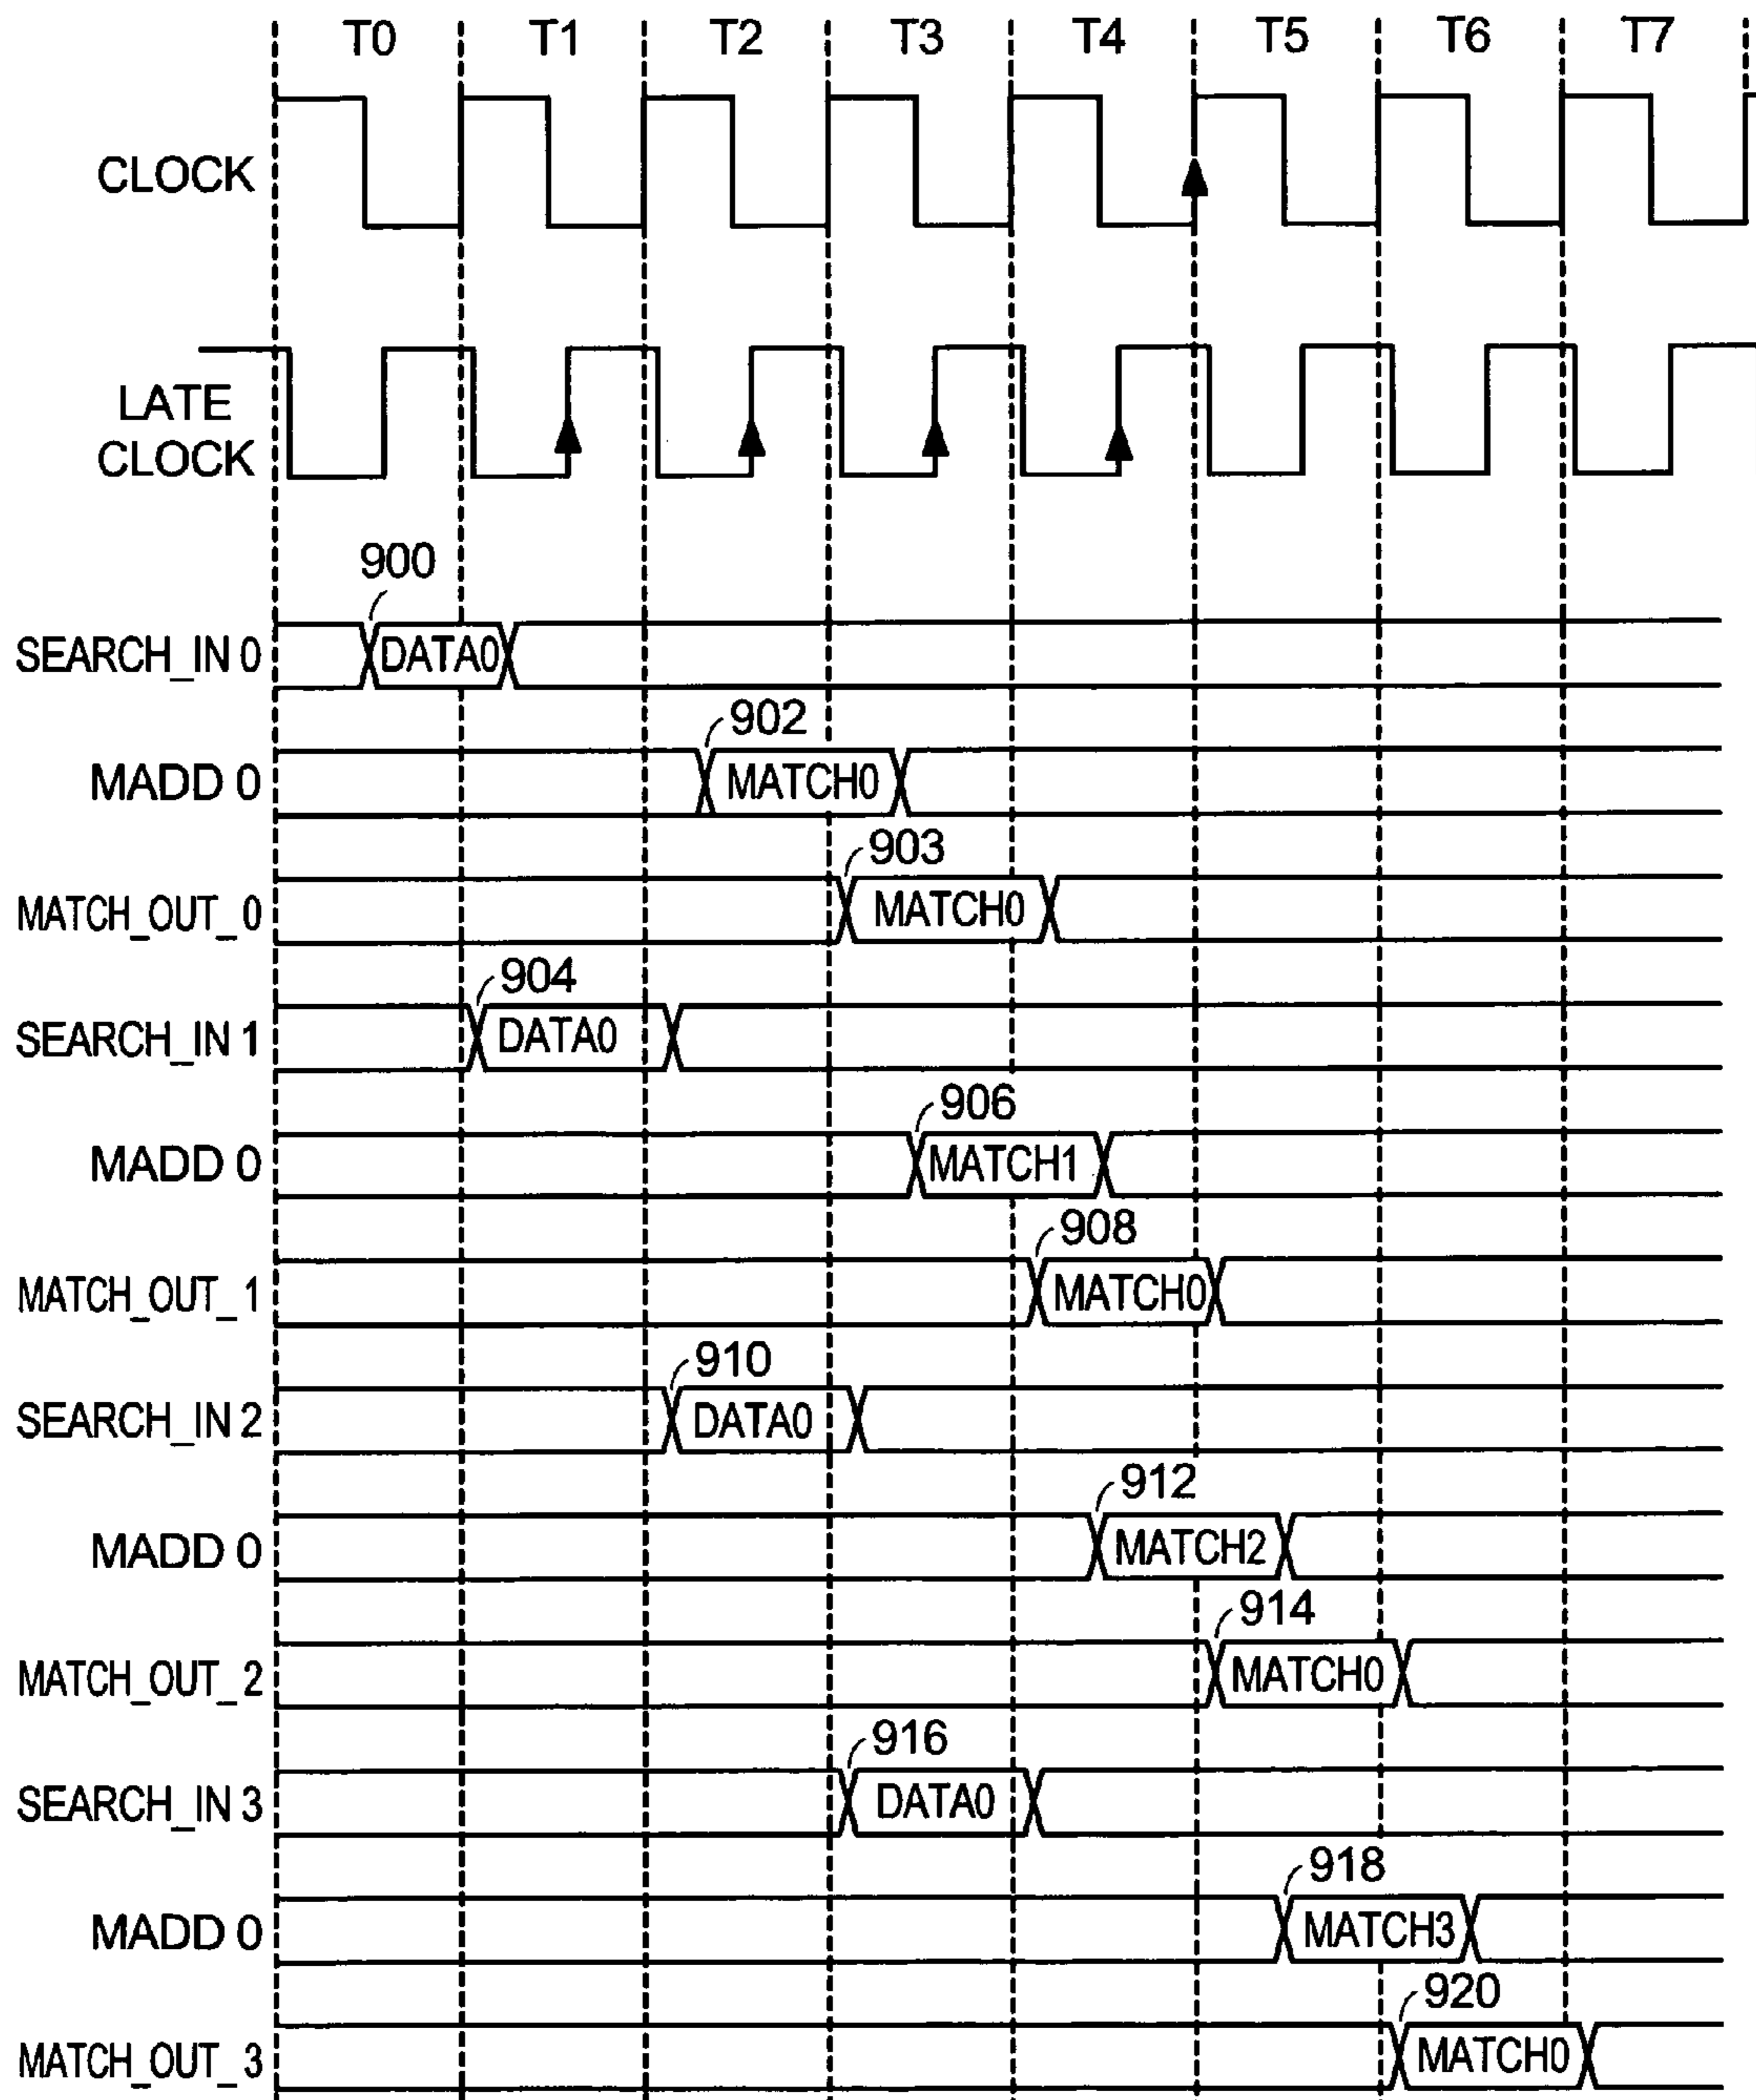 T0 T1 T2 T3 T4 T5 T6 T7
CLOCK
LATE
CLOCK
900
SEARCH_IN 0 DATA0
902
MADD 0 MATCH0
903
MATCH_OUT_0 MATCH0
904
SEARCH_IN 1 DATA0
906
MADD 0 MATCH1
908
MATCH_OUT_1 MATCH0
910
SEARCH_IN 2 DATA0
912
MADD 0 MATCH2
914
MATCH_OUT_2 MATCH0
916
SEARCH_IN 3 DATA0
918
MADD 0 MATCH3
920
MATCH_OUT_3 MATCH0